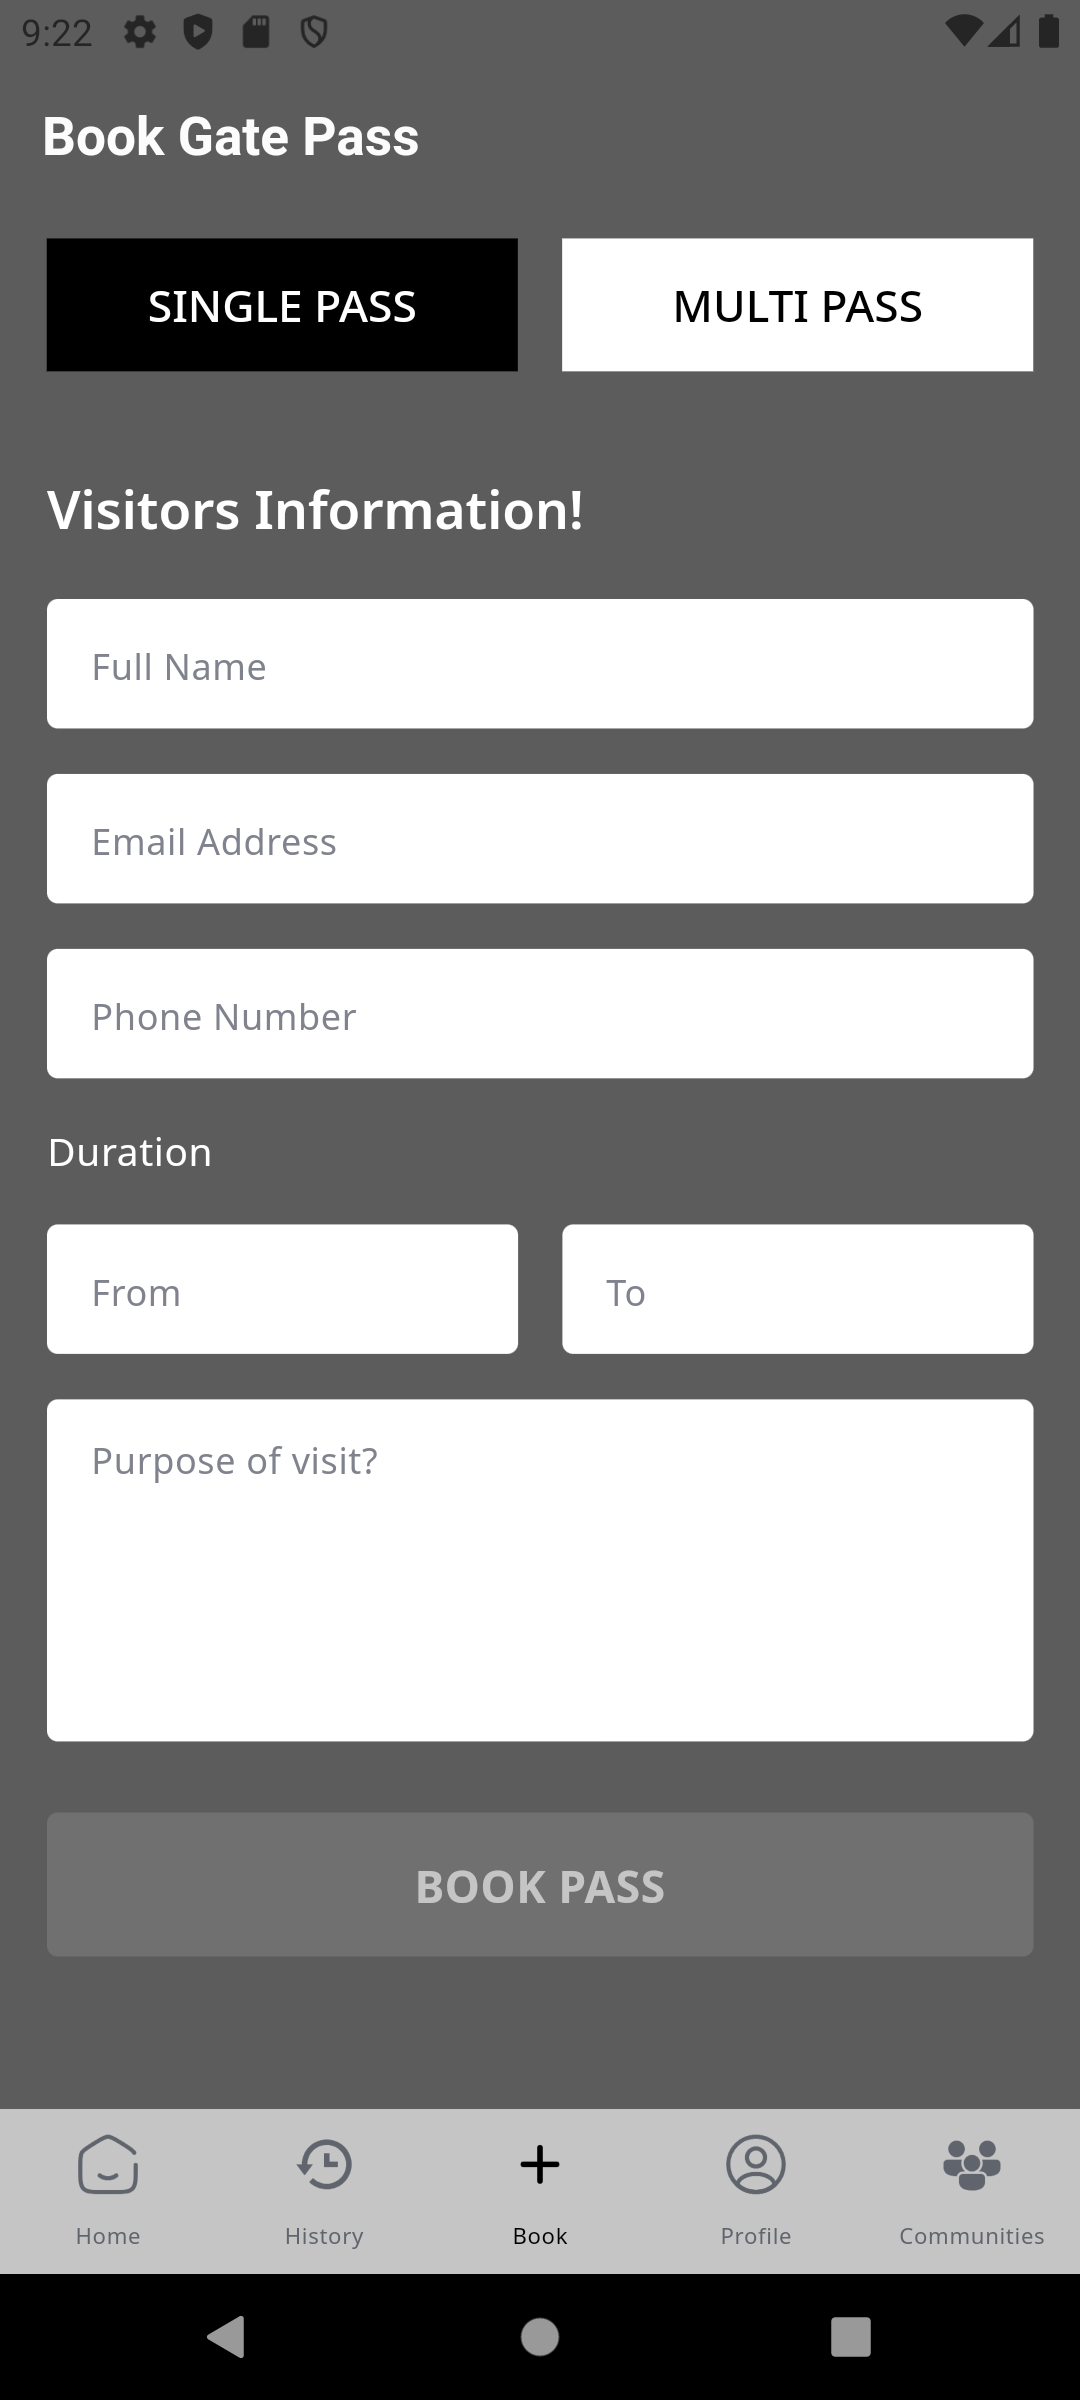 9:22
Book Gate Pass
SINGLE PASS MULTI PASS
Visitors Information!
Full Name
Email Address
Phone Number
Duration
From To
Purpose of visit?
BOOK PASS
Home History Book Profile Communities